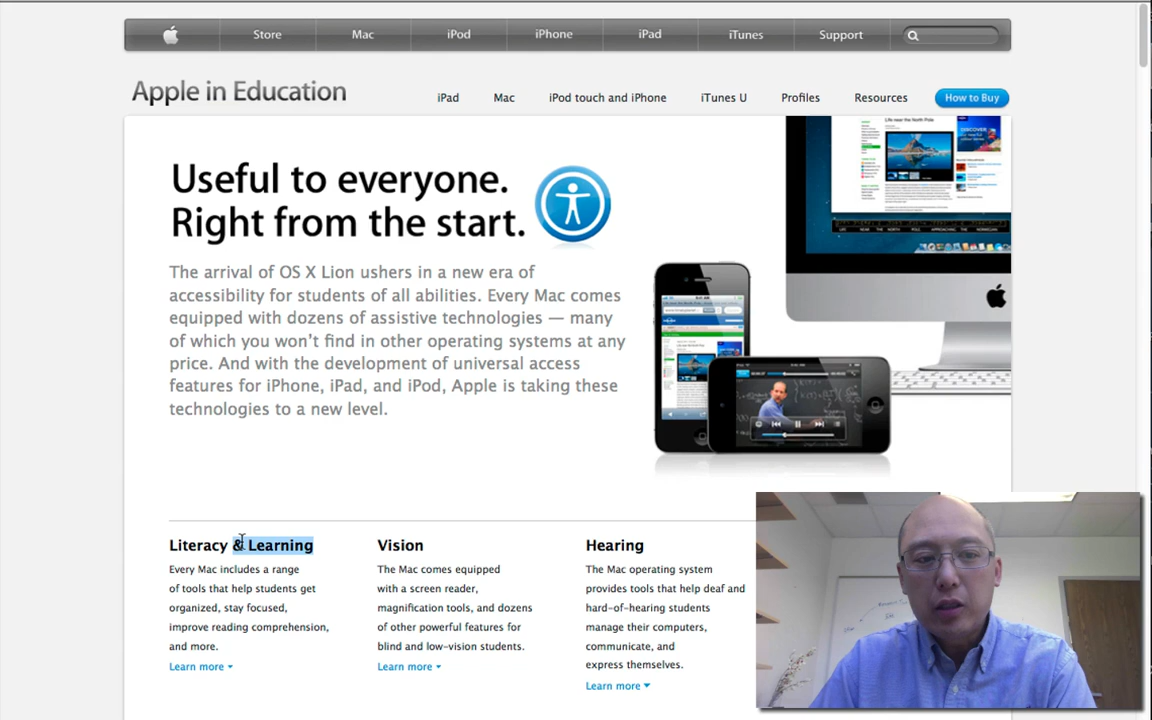 Store Mac iPod iPhone iPad iTunes Support
Apple in Education iPad Mac iPod touch and iPhone iTunes U Profiles Resources How to Buy
Useful to everyone.
Right from the start.
The arrival of OS X Lion ushers in a new era of
accessibility for students of all abilities. Every Mac comes
equipped with dozens of assistive technologies — many
of which you won't find in other operating systems at any
price. And with the development of universal access
features for iPhone, iPad, and iPod, Apple is taking these
technologies to a new level.
Literacy & Learning
Every Mac includes a range
of tools that help students get
organized, stay focused,
improve reading comprehension,
and more.
Learn more
Vision
The Mac comes equipped
with a screen reader,
magnification tools, and dozens
of other powerful features for
blind and low-vision students.
Learn more
Hearing
The Mac operating system
provides tools that help deaf and
hard-of-hearing students
manage their computers,
communicate, and
express themselves.
Learn more